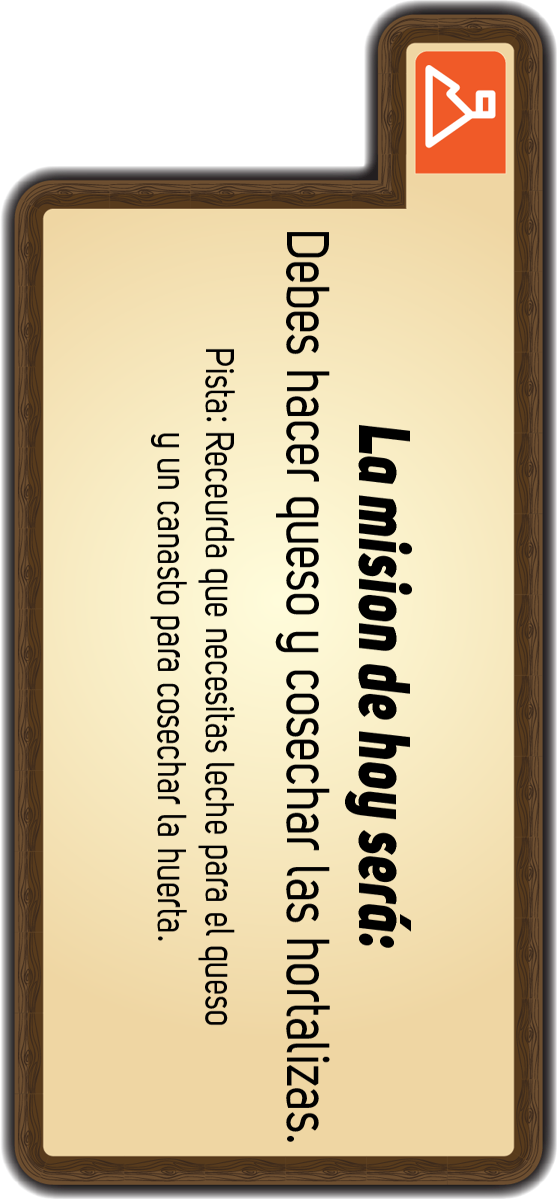 La mision de hoy será:
Debes hacer queso y cosechar las hortalizas.
Pista: Receurda que necesitas leche para el queso
y un canasto para cosechar la huerta.